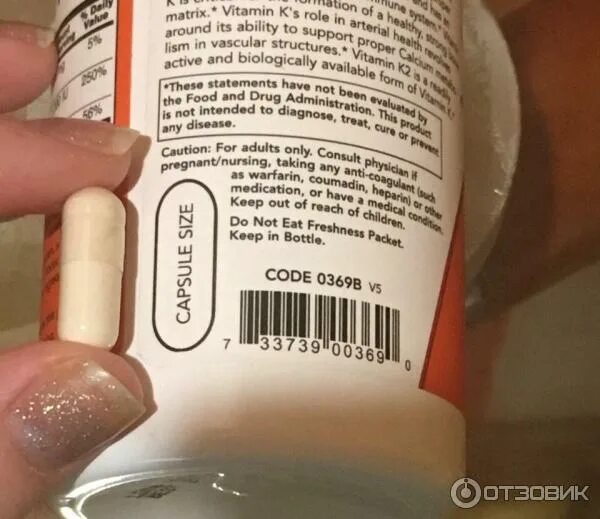 % Daily
Value
5%
250%
56%
matrix.* Vitamin K's role in arterial health revolves
around its ability to support proper Calcium
lism in vascular structures.* Vitamin K2 is a
active and biologically available form of Vitamin K.*
*These statements have not been evaluated by
the Food and Drug Administration. This product
is not intended to diagnose, treat, cure or prevent
any disease.
Caution: For adults only. Consult physician if
pregnant/nursing, taking any anti-coagulant (such
as warfarin, coumadin, heparin) or other
medication, or have a medical condition.
Keep out of reach of children.
Do Not Eat Freshness Packet.
Keep in Bottle.
CAPSULE SIZE
CODE 0369B V5
7 33739 00369 0
ОТЗОВИК